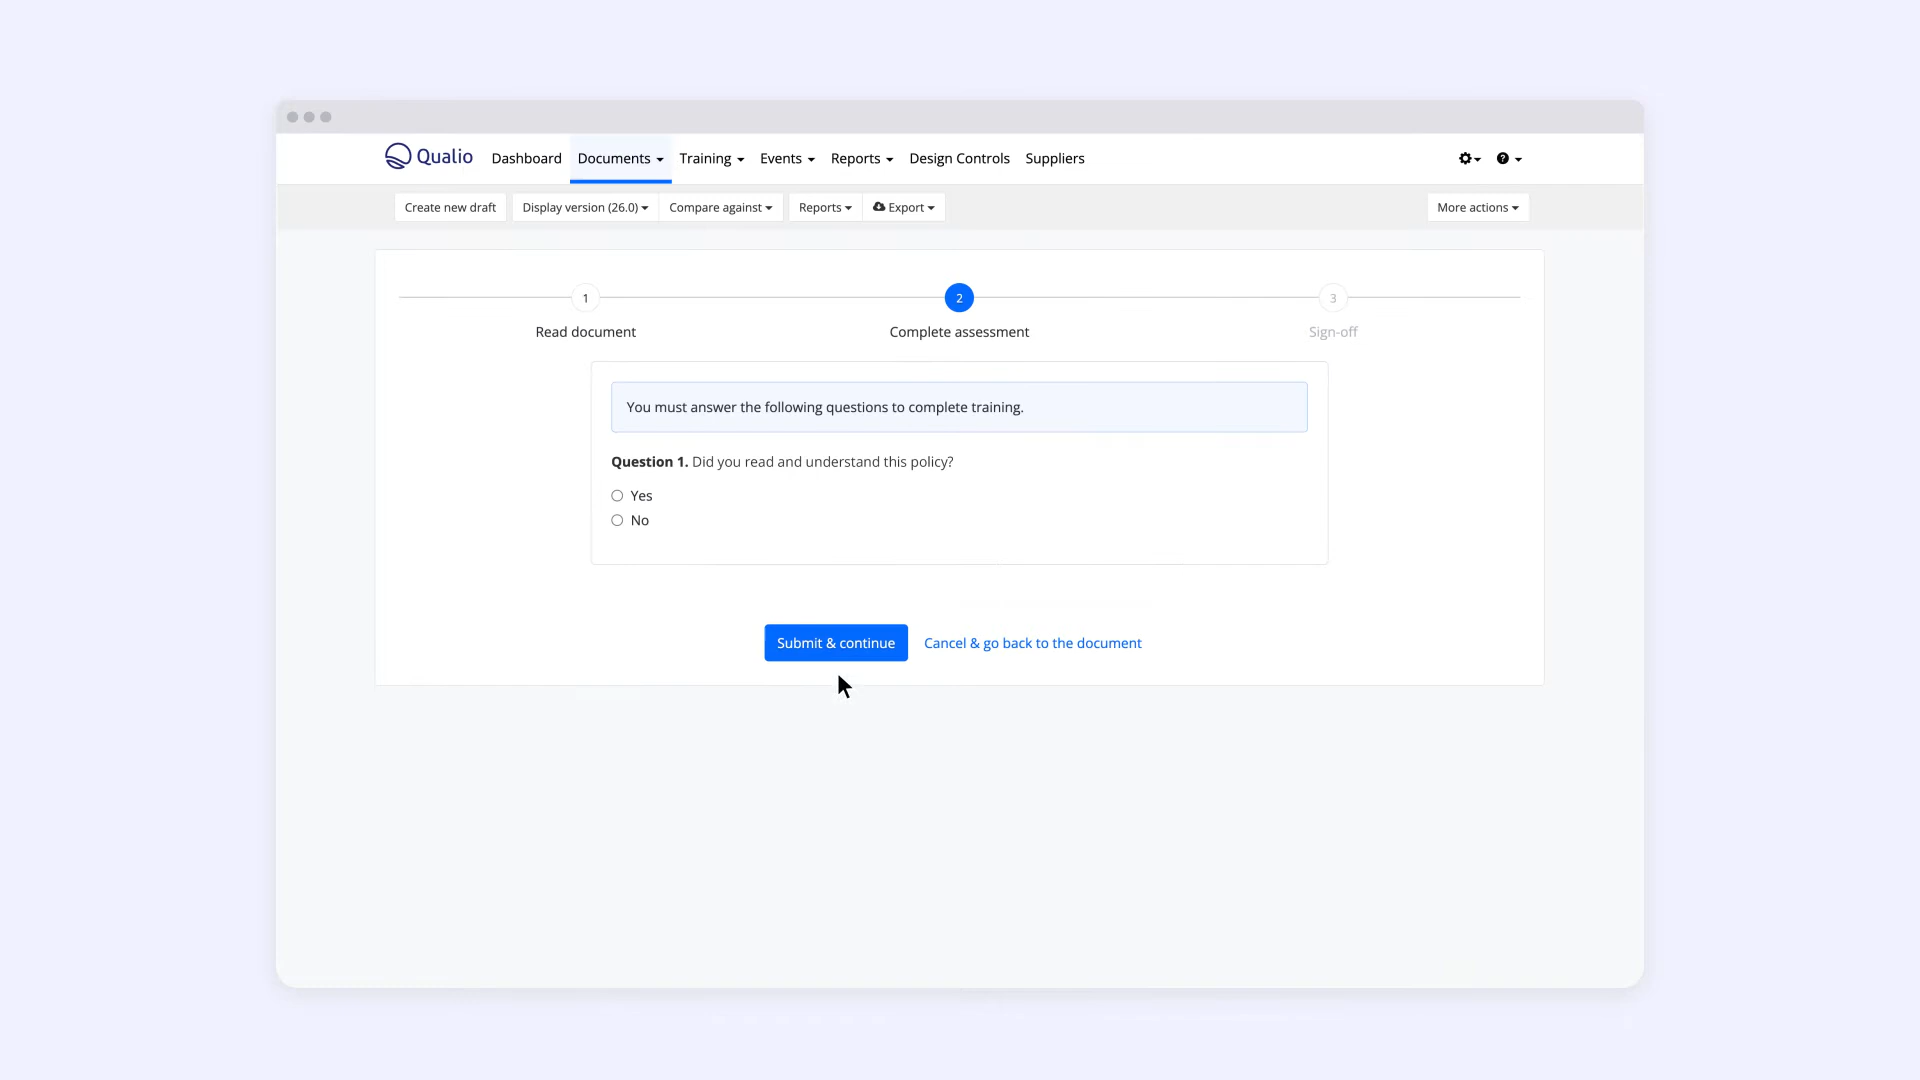 Qualio Dashboard Documents Training Events Reports Design Controls Suppliers
Create new draft Display version (26.0) Compare against Reports Export More actions
1 2 3
Read document Complete assessment Sign-off
You must answer the following questions to complete training.
Question 1. Did you read and understand this policy?
Yes
No
Submit & continue Cancel & go back to the document